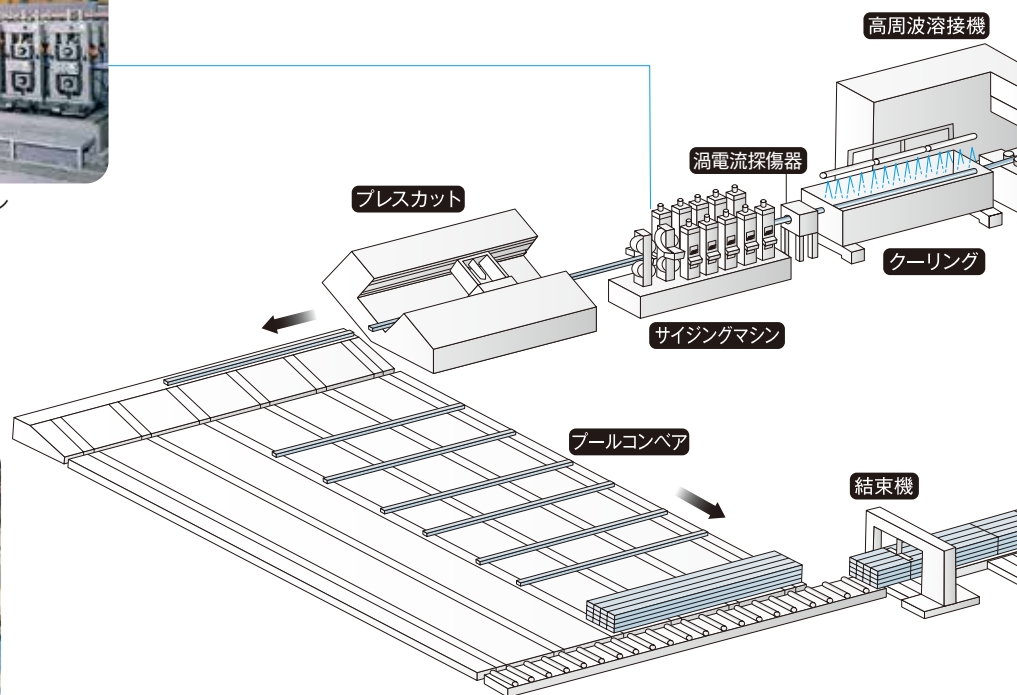 高周波溶接機
渦電流探傷器
プレスカット
クーリング
サイジングマシン
プールコンベア
結束機